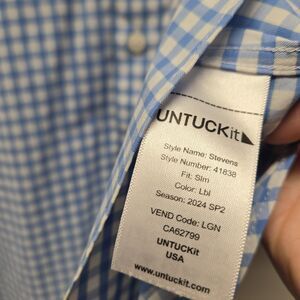 UNTUCKit
Style Name: Stevens
Style Number: 41838
Fit: Slm
Color: Lbl
Season: 2024 SP2
VEND Code: LGN
CA62799
UNTUCKit
USA
www.untuckit.com